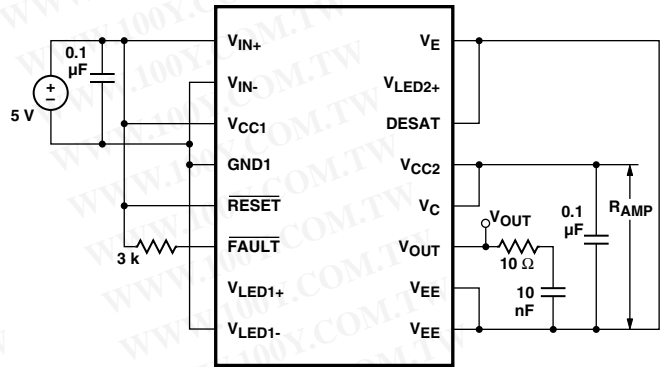 5 V
0.1
µF
3 k
V_IN+
V_IN-
V_CC1
GND1
RESET
FAULT
V_LED1+
V_LED1-
V_E
V_LED2+
DESAT
V_CC2
V_C
V_OUT
V_EE
V_EE
V_OUT
10 Ω
10
nF
0.1
µF
R_AMP
WWW.100Y.COM.TW